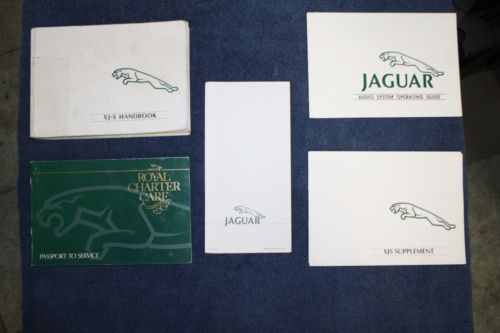 XJ-S HANDBOOK
JAGUAR
AUDIO SYSTEM OPERATING GUIDE
ROYAL
CHARTER
CARE
PASSPORT TO SERVICE
JAGUAR
XJS SUPPLEMENT